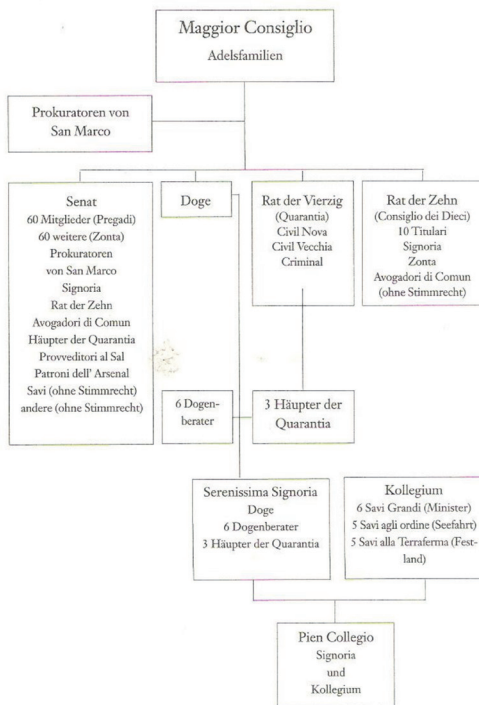 Maggior Consiglio
Adelsfamilien
Prokuratoren von
San Marco
Senat
60 Mitglieder (Pregadi)
60 weitere (Zonta)
Prokuratoren
von San Marco
Signoria
Rat der Zehn
Avogadori di Comun
Häupter der Quarantia
Provveditori al Sal
Patroni dell' Arsenal
Savi (ohne Stimmrecht)
andere (ohne Stimmrecht)
Doge
Rat der Vierzig
(Quarantia)
Civil Nova
Civil Vecchia
Criminal
Rat der Zehn
(Consiglio dei Dieci)
10 Titulari
Signoria
Zonta
Avogadori di Comun
(ohne Stimmrecht)
6 Dogen-
berater
3 Häupter der
Quarantia
Serenissima Signoria
Doge
6 Dogenberater
3 Häupter der Quarantia
Kollegium
6 Savi Grandi (Minister)
5 Savi agli ordine (Seefahrt)
5 Savi alla Terraferma (Fest-
land)
Pien Collegio
Signoria
und
Kollegium